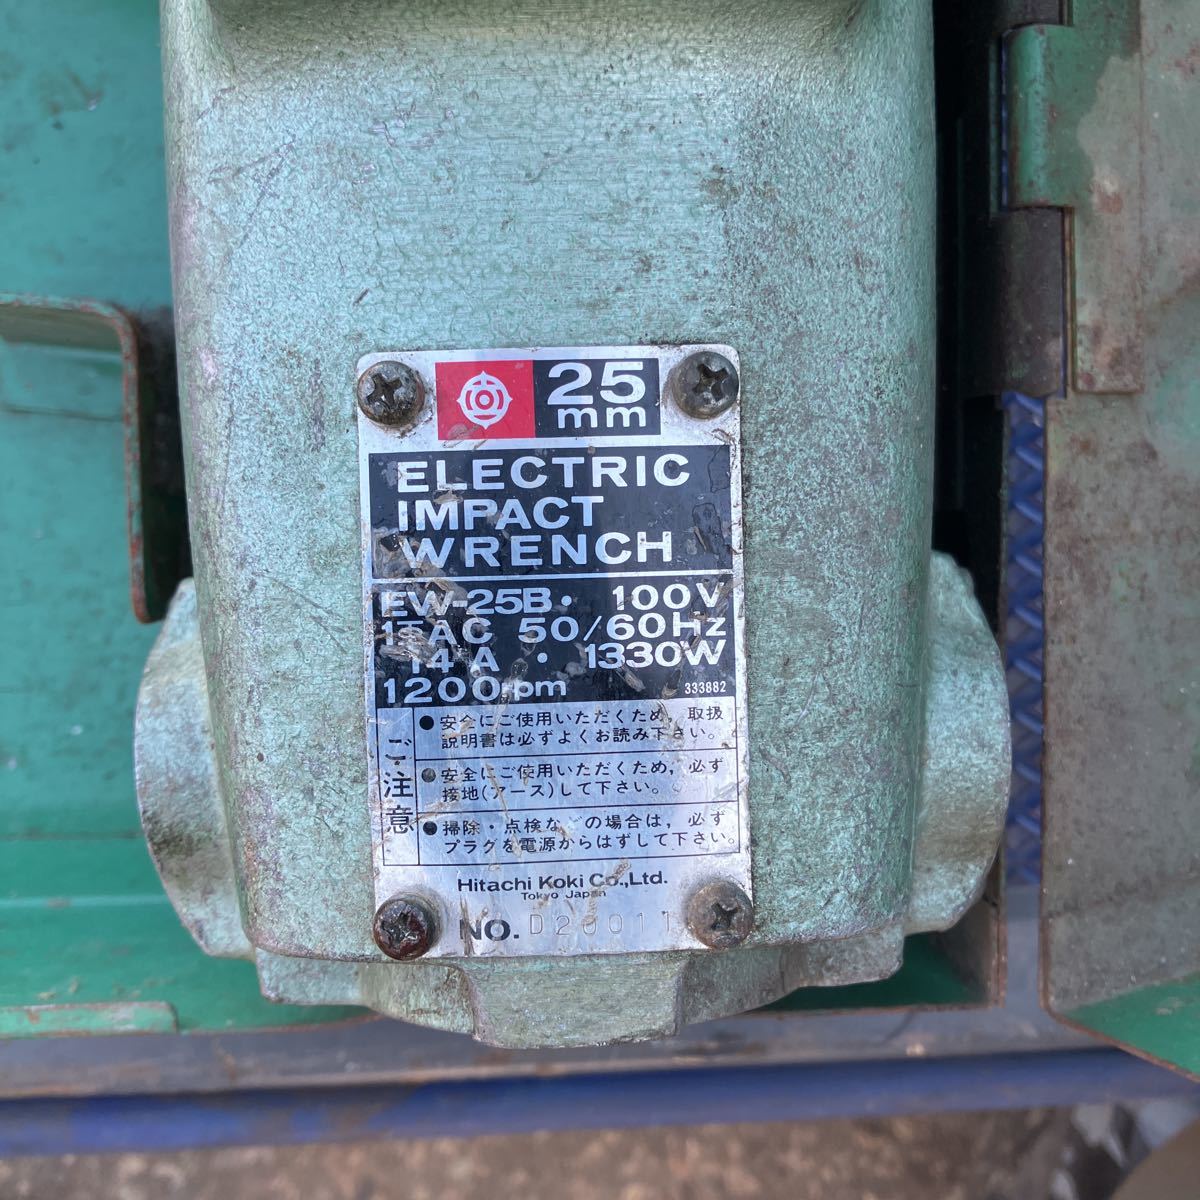 25
mm
ELECTRIC
IMPACT
WRENCH
EW-25B・ 100V
1～AC 50/60Hz
14A・1330W
1200rpm 333882
ご注意
●安全にご使用いただくため，取扱
説明書は必ずよくお読み下さい。
●安全にご使用いただくため，必ず
接地(アース)して下さい。
●掃除・点検などの場合は，必ず
プラグを電源からはずして下さい。
Hitachi Koki Co.,Ltd.
Tokyo Japan
NO. D20011